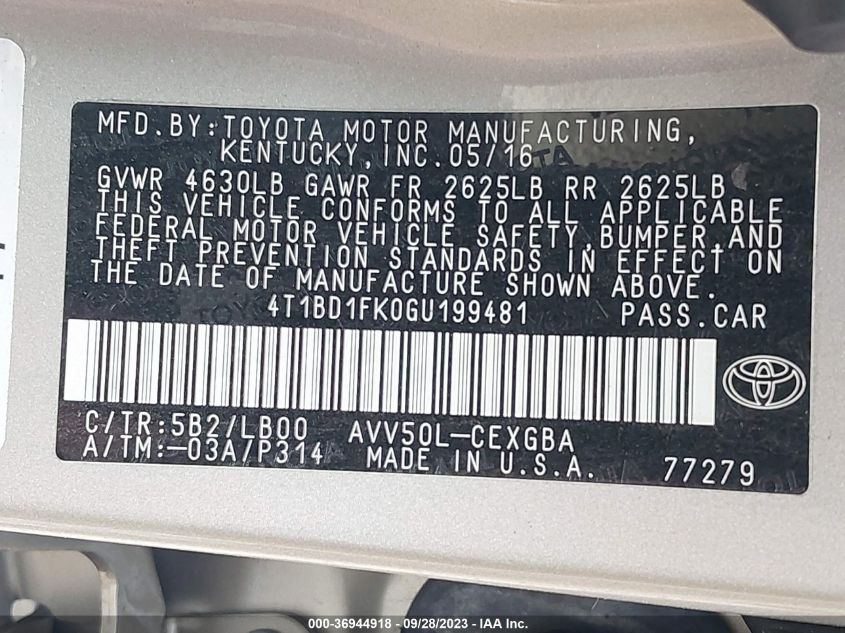 MFD.BY:TOYOTA MOTOR MANUFACTURING,
KENTUCKY,INC.05/16
GVWR 4630LB GAWR FR 2625LB RR 2625LB
THIS VEHICLE CONFORMS TO ALL APPLICABLE
FEDERAL MOTOR VEHICLE SAFETY,BUMPER,AND
THEFT PREVENTION STANDARDS IN EFFECT ON
THE DATE OF MANUFACTURE SHOWN ABOVE.
4T1BD1FK0GU199481 PASS.CAR
C/TR:5B2/LB00 AVV50L-CEXGBA
A/TM:-03A/P314 MADE IN U.S.A. 77279
000-36944918 - 09/28/2023 - IAA Inc.